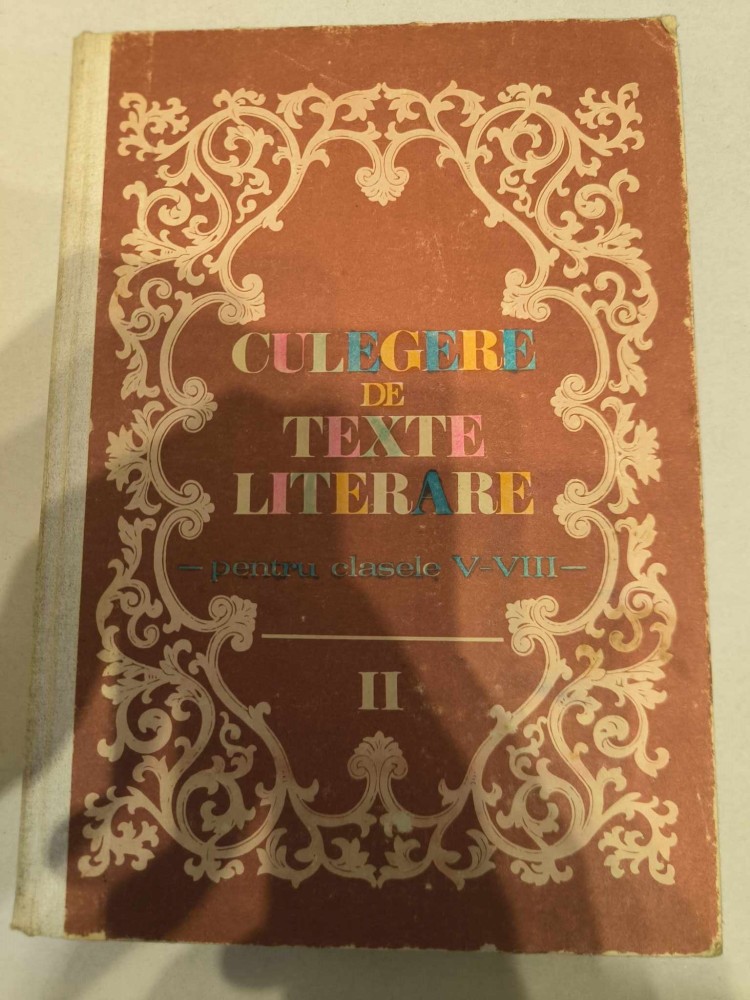 CULEGERE
DE
TEXTE
LITERARE
– pentru clasele V–VIII –
II